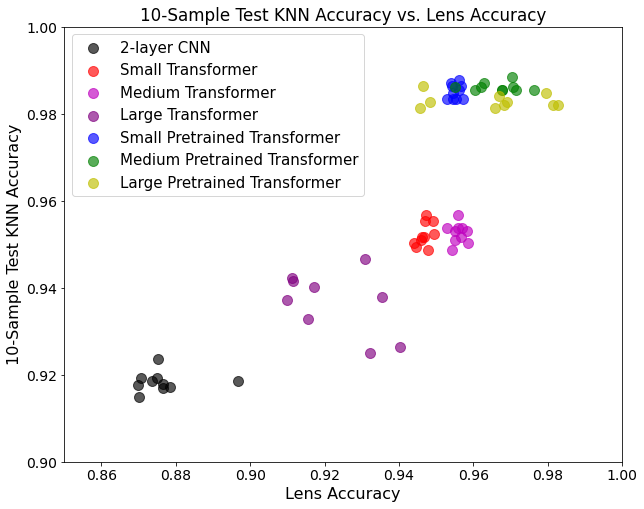 10-Sample Test KNN Accuracy vs. Lens Accuracy
1.00
0.98
0.96
0.94
0.92
0.90
10-Sample Test KNN Accuracy
2-layer CNN
Small Transformer
Medium Transformer
Large Transformer
Small Pretrained Transformer
Medium Pretrained Transformer
Large Pretrained Transformer
0.86 0.88 0.90 0.92 0.94 0.96 0.98 1.00
Lens Accuracy